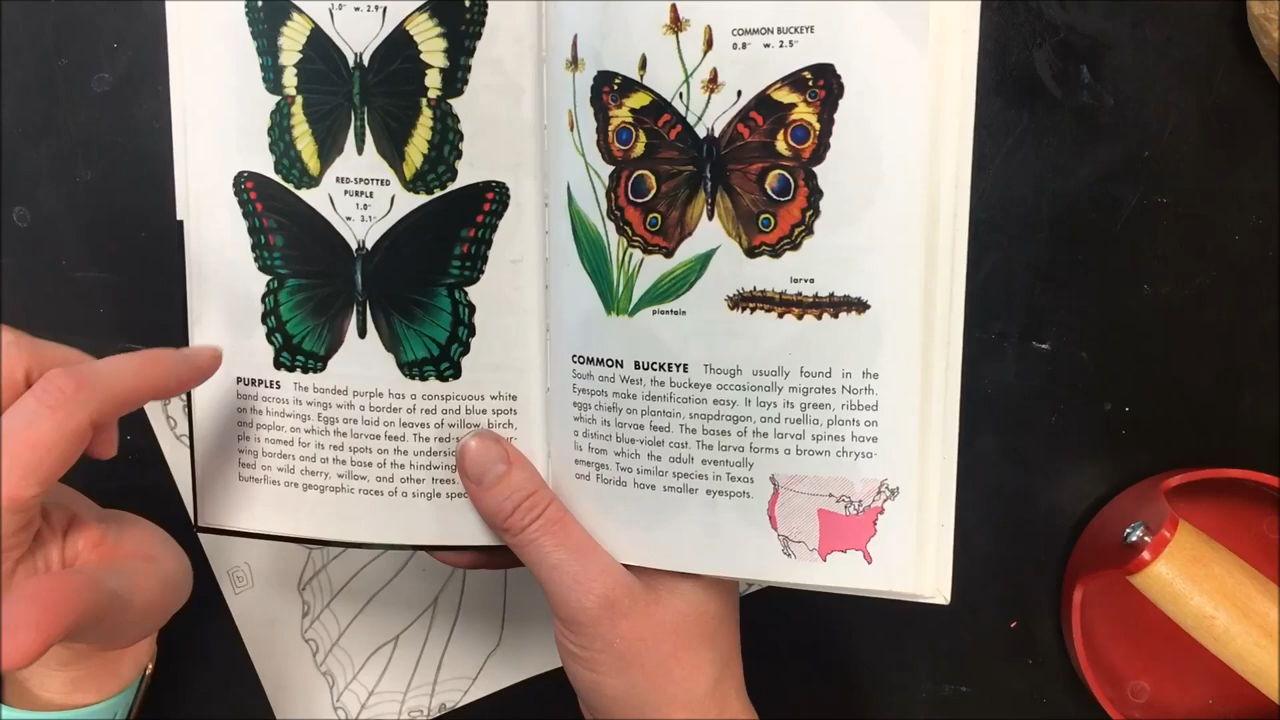 1.0" w. 2.9"
RED-SPOTTED
PURPLE
1.0"
w. 3.1"
PURPLES The banded purple has a conspicuous white
band across its wings with a border of red and blue spots
on the hindwings. Eggs are laid on leaves of willow, birch,
and poplar, on which the larvae feed. The
ple is named for its red spots on the
wing borders and at the base of the
feed on wild cherry, willow, and other trees.
butterflies are geographic races of a single
COMMON BUCKEYE
0.8" w. 2.5"
larva
plantain
COMMON BUCKEYE Though usually found in the
South and West, the buckeye occasionally migrates North.
Eyespots make identification easy. It lays its green, ribbed
eggs chiefly on plantain, snapdragon, and ruellia, plants on
which its larvae feed. The bases of the larval spines have
a distinct blue-violet cast. The larva forms a brown chrysa-
lis from which the adult eventually
emerges. Two similar species in Texas
and Florida have smaller eyespots.
b